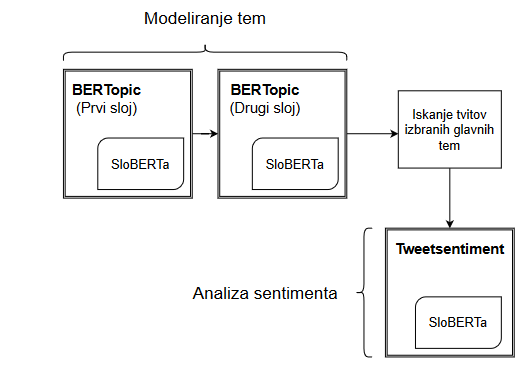 Modeliranje tem
BERTopic
(Prvi sloj)
SloBERTa
BERTopic
(Drugi sloj)
SloBERTa
Iskanje tvitov
izbranih glavnih
tem
Analiza sentimenta
Tweetsentiment
SloBERTa